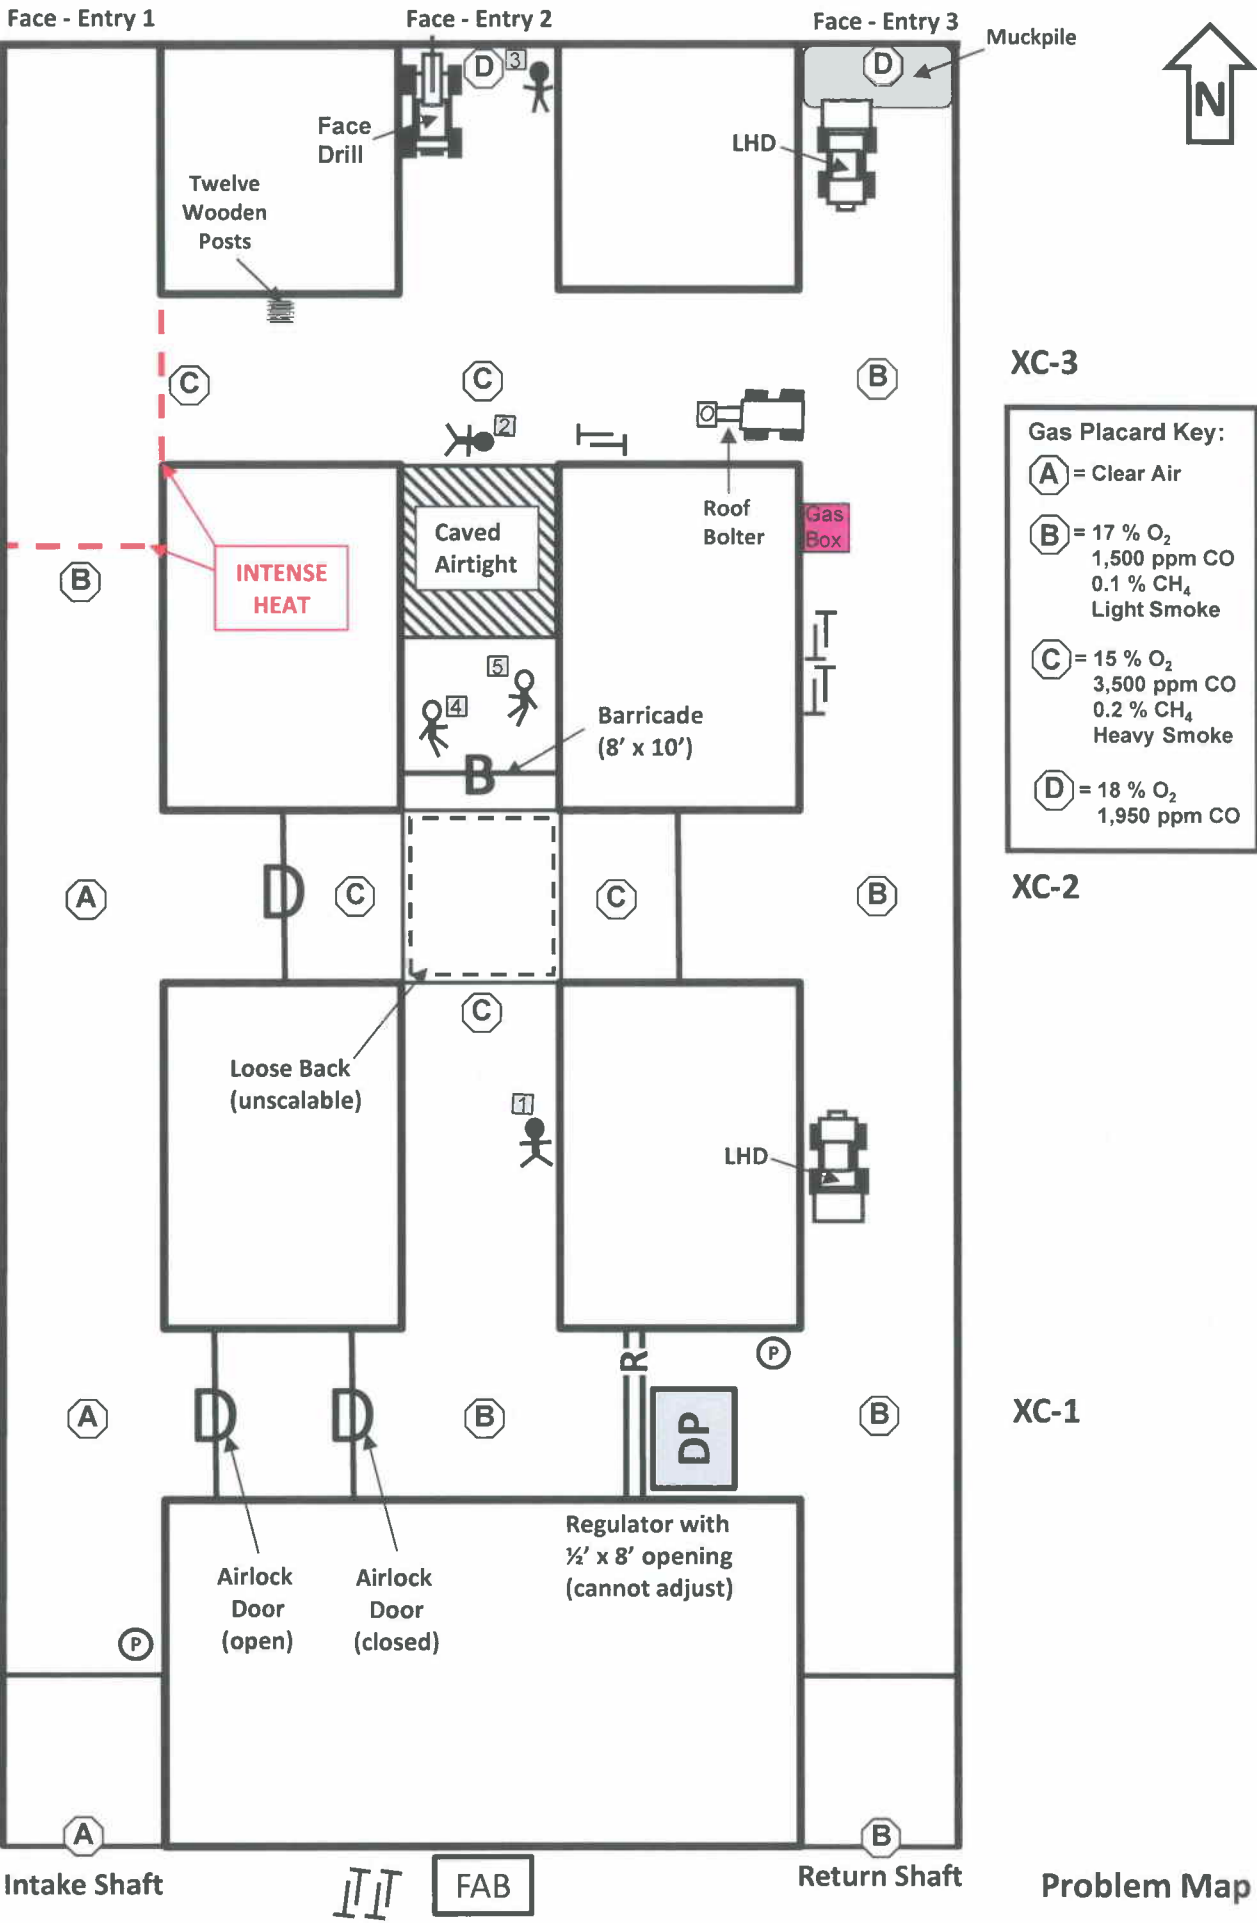 Face - Entry 1
Face - Entry 2
Face - Entry 3
Muckpile
N
D
3
D
Face
Drill
LHD
Twelve
Wooden
Posts
XC-3
C
C
B
2
Roof
Bolter
Gas
Box
Caved
Airtight
INTENSE
HEAT
B
5
4
Barricade
(8' x 10')
B
Gas Placard Key:
A = Clear Air
B = 17 % O₂
1,500 ppm CO
0.1 % CH₄
Light Smoke
C = 15 % O₂
3,500 ppm CO
0.2 % CH₄
Heavy Smoke
D = 18 % O₂
1,950 ppm CO
XC-2
A
D
C
C
B
C
Loose Back
(unscalable)
1
LHD
P
R
XC-1
A
D
D
B
DP
B
Regulator with
½' x 8' opening
(cannot adjust)
Airlock
Door
(open)
Airlock
Door
(closed)
P
A
B
Intake Shaft
FAB
Return Shaft
Problem Map